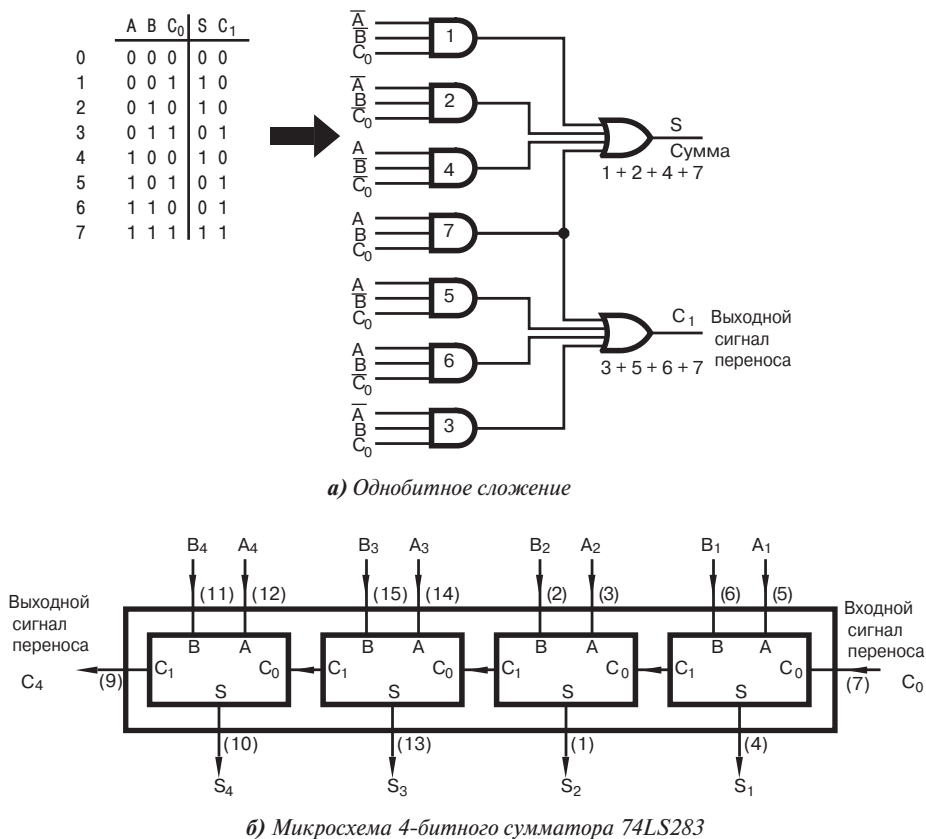 A B C₀ S C₁
0 0 0 0 0 0
1 0 0 1 1 0
2 0 1 0 1 0
3 0 1 1 0 1
4 1 0 0 1 0
5 1 0 1 0 1
6 1 1 0 0 1
7 1 1 1 1 1
A̅
B̅
C₀
1
A̅
B
C̅₀
2
A
B̅
C̅₀
4
A
B
C₀
7
A
B̅
C₀
5
A
B
C̅₀
6
A̅
B
C₀
3
S
Сумма
1 + 2 + 4 + 7
C₁ Выходной
сигнал
переноса
3 + 5 + 6 + 7
а) Однобитное сложение
B₄ A₄ B₃ A₃ B₂ A₂ B₁ A₁
(11) (12) (15) (14) (2) (3) (6) (5)
Выходной
сигнал
переноса
C₄
(9)
B A B A B A B A
C₁ C₀ C₁ C₀ C₁ C₀ C₁ C₀
S S S S
Входной
сигнал
переноса
(7)
C₀
(10) (13) (1) (4)
S₄ S₃ S₂ S₁
б) Микросхема 4-битного сумматора 74LS283